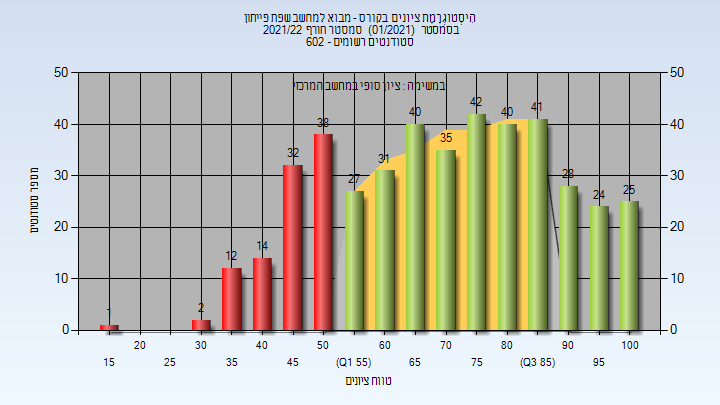 היסטוגרמת ציונים בקורס - מבוא למחשב שפת פייתון
בסמסטר (01/2021) סמסטר חורף 2021/22
סטודנטים רשומים - 602
במשימה : ציון סופי במחשב המרכזי
מספר סטודנטים
50 50
40 40
30 30
20 20
10 10
0 0
1 2 12 14 32 38 27 31 40 35 42 40 41 28 24 25
20 30 40 50 60 70 80 90 100
15 25 35 45 (Q1 55) 65 75 (Q3 85) 95
טווח ציונים